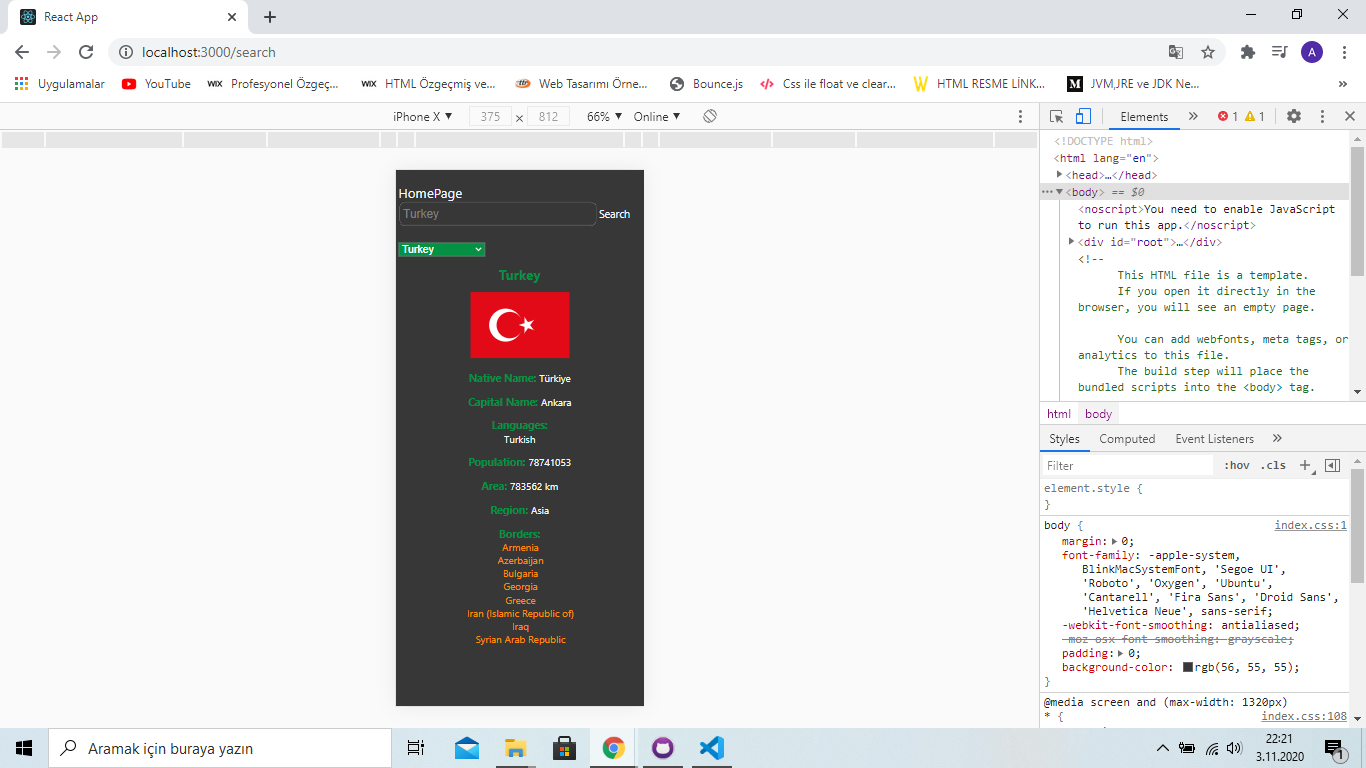 React App
localhost:3000/search
A
Uygulamalar
YouTube
WIX Profesyonel Özgeç...
WIX HTML Özgeçmiş ve...
Web Tasarımı Örne...
Bounce.js
Css ile float ve clear...
HTML RESME LİNK...
M JVM,JRE ve JDK Ne...
»
iPhone X 375 x 812 66% Online
Elements » 1 1
<!DOCTYPE html>
<html lang="en">
<head>…</head>
<body> == $0
<noscript>You need to enable JavaScript
to run this app.</noscript>
<div id="root">…</div>
<!--
This HTML file is a template.
If you open it directly in the
browser, you will see an empty page.
You can add webfonts, meta tags, or
analytics to this file.
The build step will place the
bundled scripts into the <body> tag.
html body
Styles Computed Event Listeners »
Filter :hov .cls +
element.style {
}
body { index.css:1
margin: 0;
font-family: -apple-system,
BlinkMacSystemFont, 'Segoe UI',
'Roboto', 'Oxygen', 'Ubuntu',
'Cantarell', 'Fira Sans', 'Droid Sans',
'Helvetica Neue', sans-serif;
-webkit-font-smoothing: antialiased;
-moz-osx-font-smoothing: grayscale;
padding: 0;
background-color: rgb(56, 55, 55);
}
@media screen and (max-width: 1320px)
* { index.css:108
HomePage
Turkey Search
Turkey
Turkey
Native Name: Türkiye
Capital Name: Ankara
Languages:
Turkish
Population: 78741053
Area: 783562 km
Region: Asia
Borders:
Armenia
Azerbaijan
Bulgaria
Georgia
Greece
Iran (Islamic Republic of)
Iraq
Syrian Arab Republic
Aramak için buraya yazın
22:21
3.11.2020
1